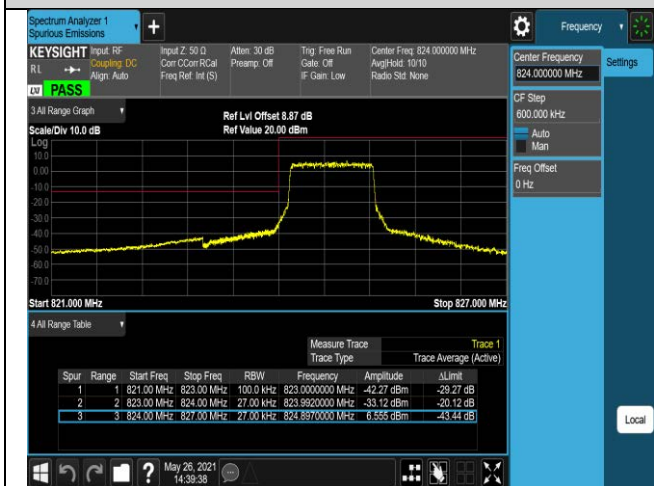 Spectrum Analyzer 1
Spurious Emissions
+
Frequency
KEYSIGHT
RL
Input: RF
Coupling: DC
Align: Auto
Input Z: 50 Ω
Corr CCorr RCal
Freq Ref: Int (S)
Atten: 30 dB
Preamp: Off
Trig: Free Run
Gate: Off
IF Gain: Low
Center Freq: 824.000000 MHz
Avg|Hold: 10/10
Radio Std: None
PASS
Center Frequency
824.000000 MHz
Settings
CF Step
600.000 kHz
Auto
Man
Freq Offset
0 Hz
3 All Range Graph
Scale/Div 10.0 dB
Ref Lvl Offset 8.87 dB
Ref Value 20.00 dBm
Log
10.0
0.00
-10.0
-20.0
-30.0
-40.0
-50.0
-60.0
-70.0
Start 821.000 MHz
Stop 827.000 MHz
4 All Range Table
Measure Trace Trace 1
Trace Type Trace Average (Active)
Spur Range Start Freq Stop Freq RBW Frequency Amplitude ΔLimit
1 1 821.00 MHz 823.00 MHz 100.0 kHz 823.0000000 MHz -42.27 dBm -29.27 dB
2 2 823.00 MHz 824.00 MHz 27.00 kHz 823.9920000 MHz -33.12 dBm -20.12 dB
3 3 824.00 MHz 827.00 MHz 27.00 kHz 824.8970000 MHz 6.555 dBm -43.44 dB
Local
?
May 26, 2021
14:39:38